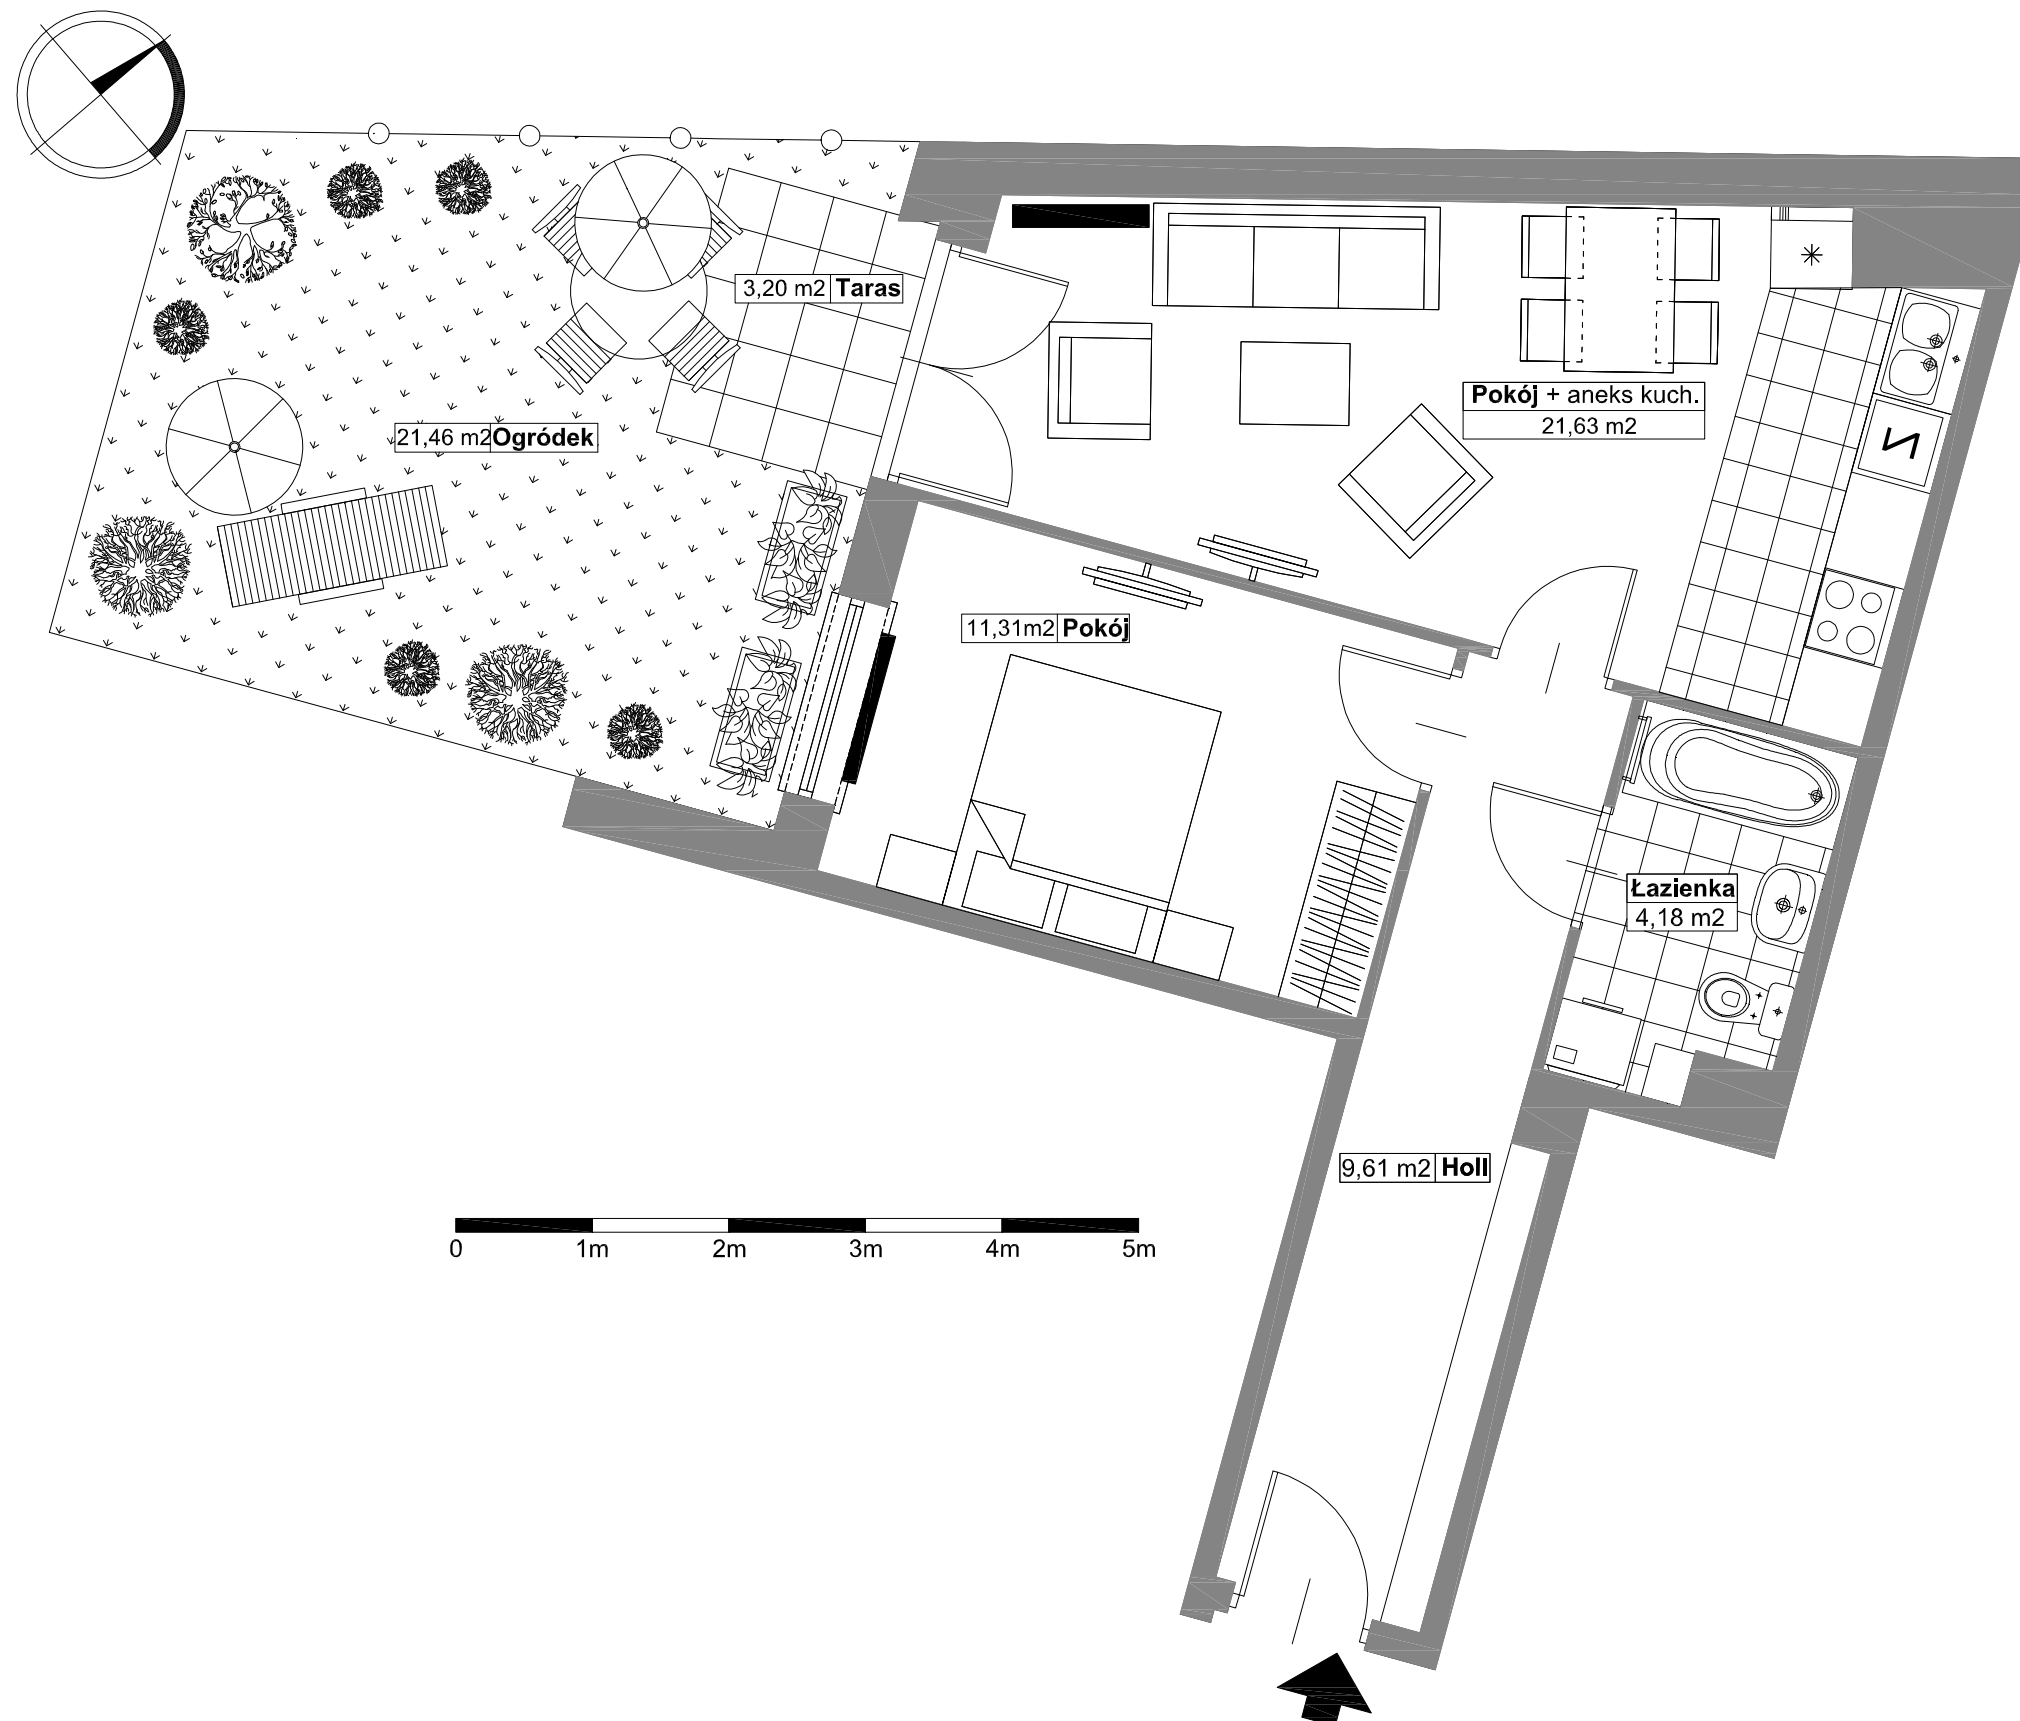 3,20 m2 Taras
Pokój + aneks kuch.
21,63 m2
21,46 m2 Ogródek
11,31m2 Pokój
Łazienka
4,18 m2
9,61 m2 Holl
0 1m 2m 3m 4m 5m